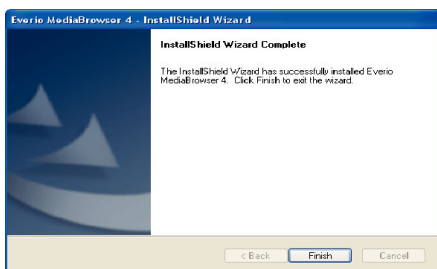 Everio MediaBrowser 4 - InstallShield Wizard
InstallShield Wizard Complete
The InstallShield Wizard has successfully installed Everio
MediaBrowser 4. Click Finish to exit the wizard.
< Back
Finish
Cancel